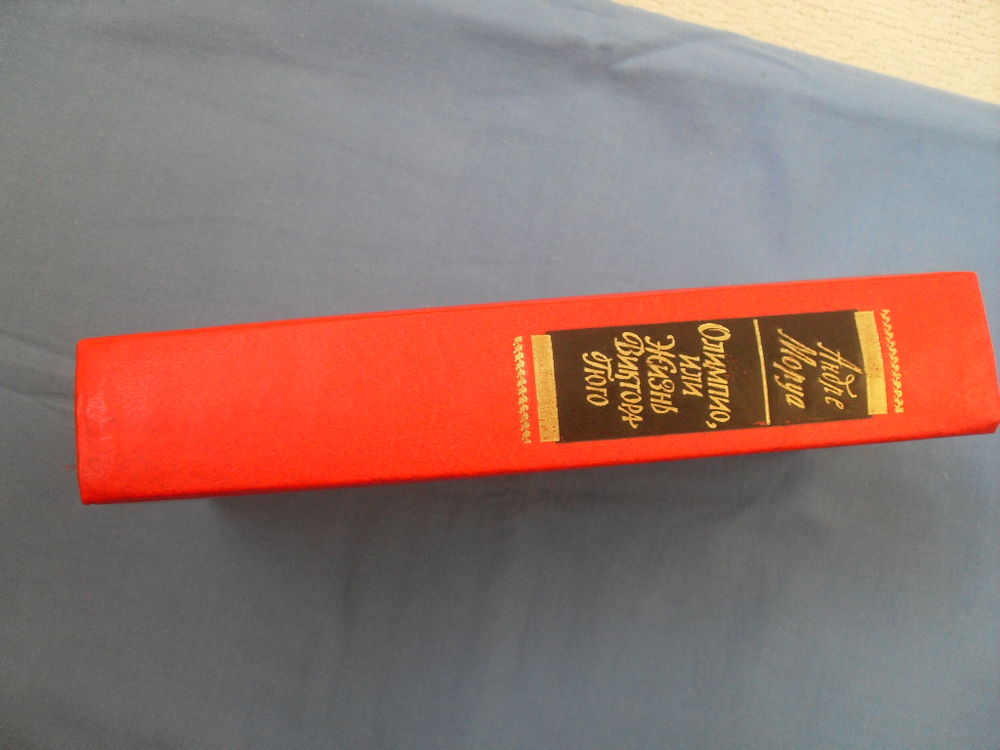 Андре
Моруа
Олимпио,
или
Жизнь
Виктора
Гюго